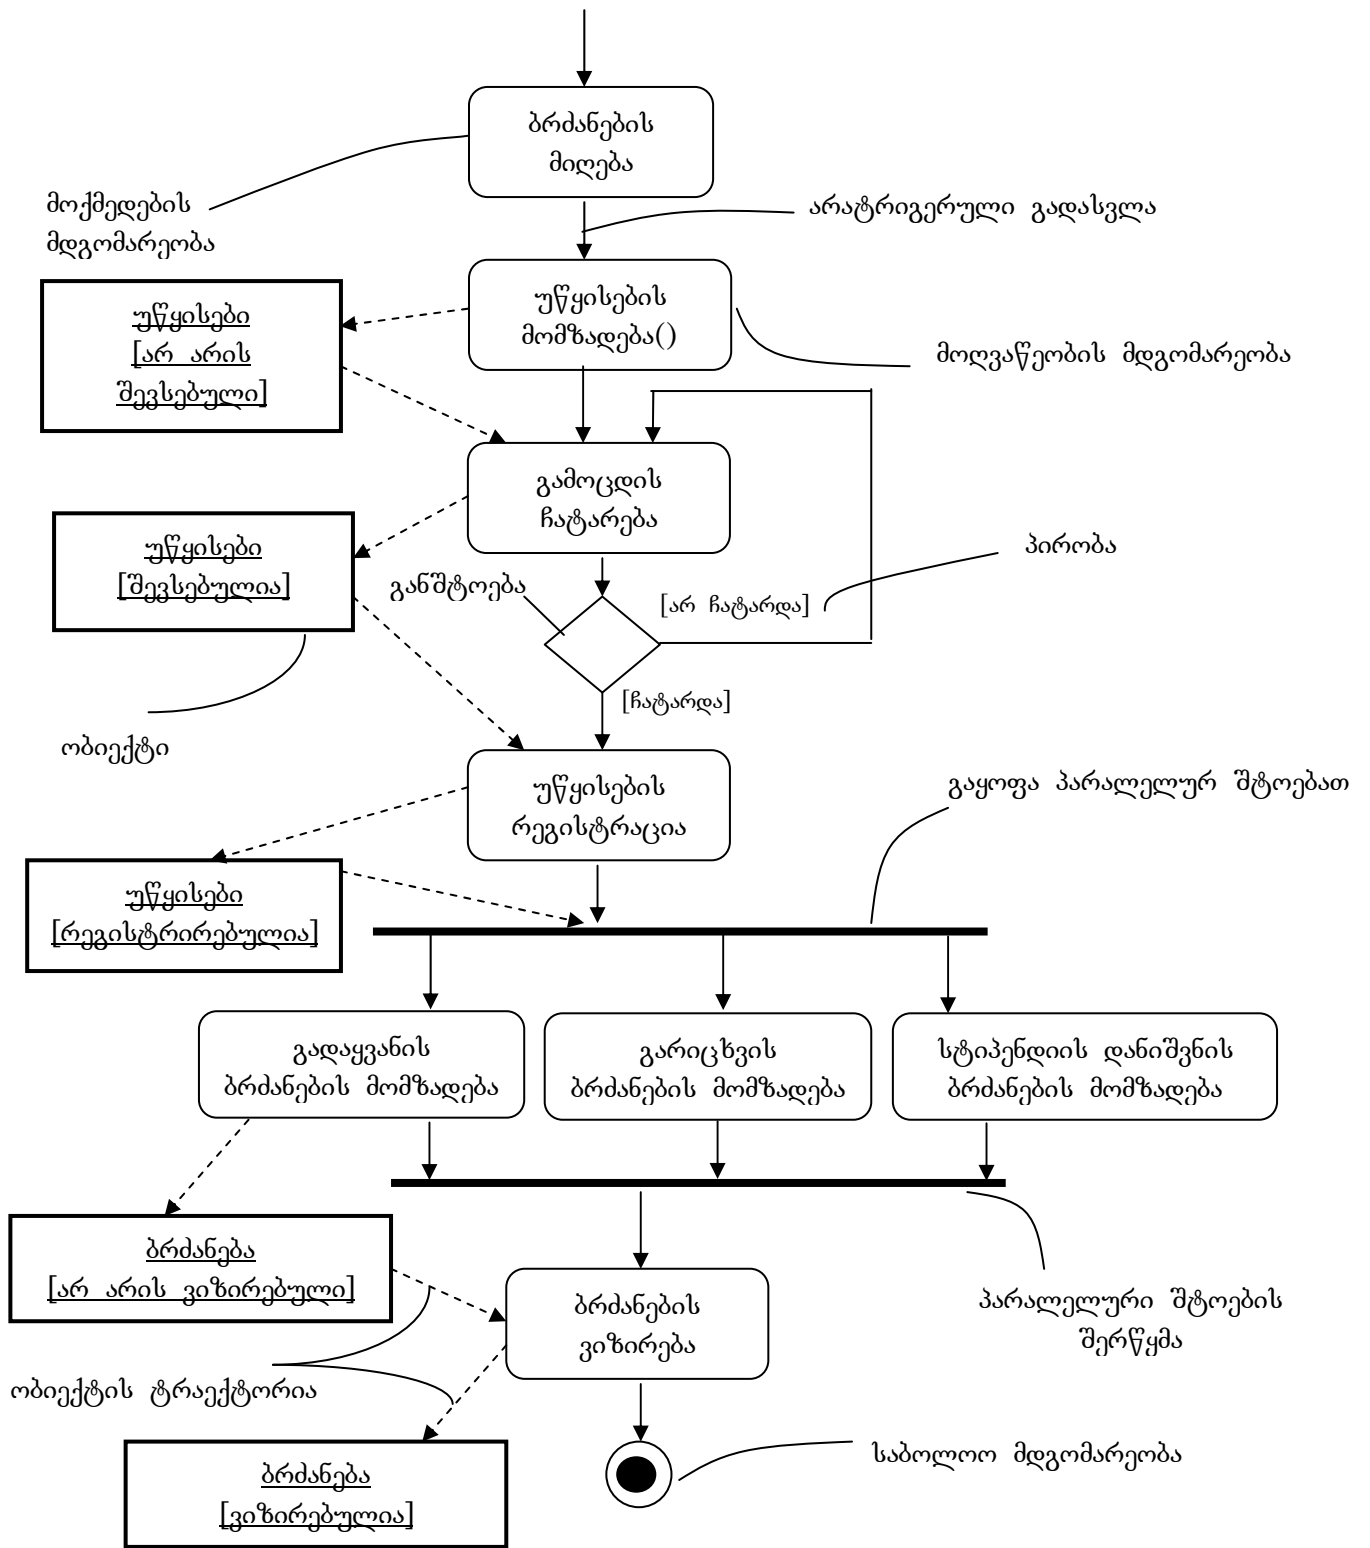 ბრძანების
მიღება
მოქმედების
მდგომარეობა
არატრიგერული გადასვლა
უწყისების
მომზადება()
უწყისები
[არ არის
შევსებული]
მოღვაწეობის მდგომარეობა
გამოცდის
ჩატარება
უწყისები
[შევსებულია]
განშტოება
[არ ჩატარდა]
პირობა
[ჩატარდა]
ობიექტი
უწყისების
რეგისტრაცია
გაყოფა პარალელურ შტოებათ
უწყისები
[რეგისტრირებულია]
გადაყვანის
ბრძანების მომზადება
გარიცხვის
ბრძანების მომზადება
სტიპენდიის დანიშვნის
ბრძანების მომზადება
ბრძანება
[არ არის ვიზირებული]
ბრძანების
ვიზირება
პარალელური შტოების
შერწყმა
ობიექტის ტრაექტორია
საბოლოო მდგომარეობა
ბრძანება
[ვიზირებულია]